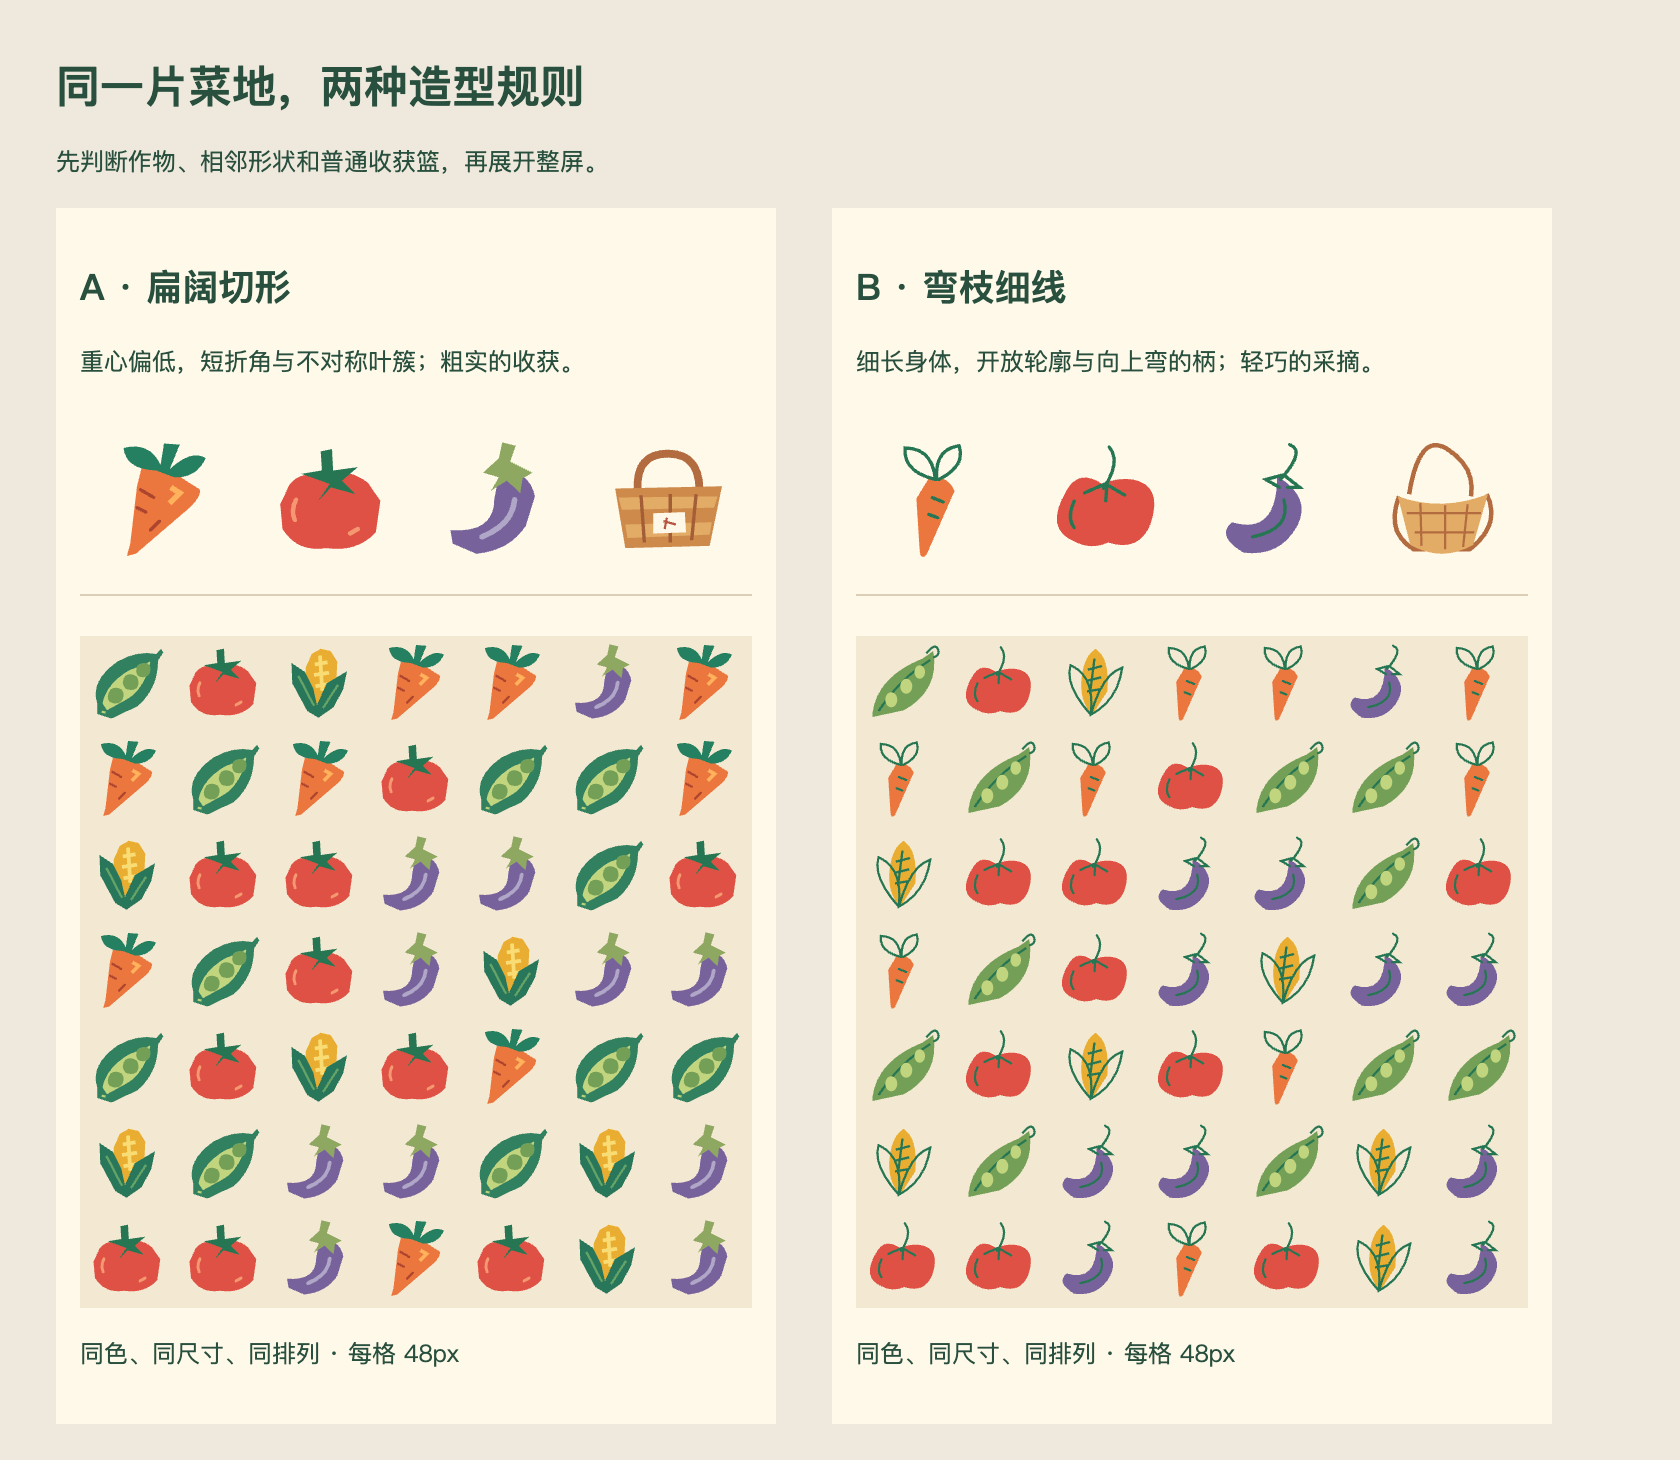 同一片菜地，两种造型规则
先判断作物、相邻形状和普通收获篮，再展开整屏。
A · 扁阔切形
重心偏低，短折角与不对称叶簇；粗实的收获。
同色、同尺寸、同排列 · 每格 48px
B · 弯枝细线
细长身体，开放轮廓与向上弯的柄；轻巧的采摘。
同色、同尺寸、同排列 · 每格 48px